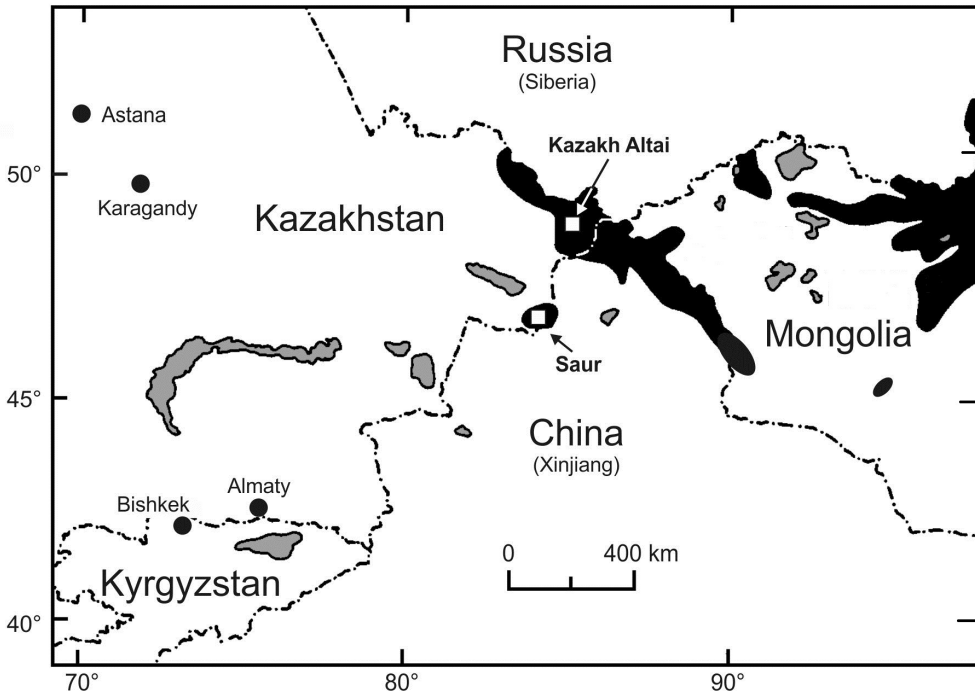 Russia
(Siberia)
Astana
Kazakh Altai
50°
Karagandy
Kazakhstan
Mongolia
Saur
45°
China
(Xinjiang)
Almaty
Bishkek
0 400 km
Kyrgyzstan
40°
70° 80° 90°